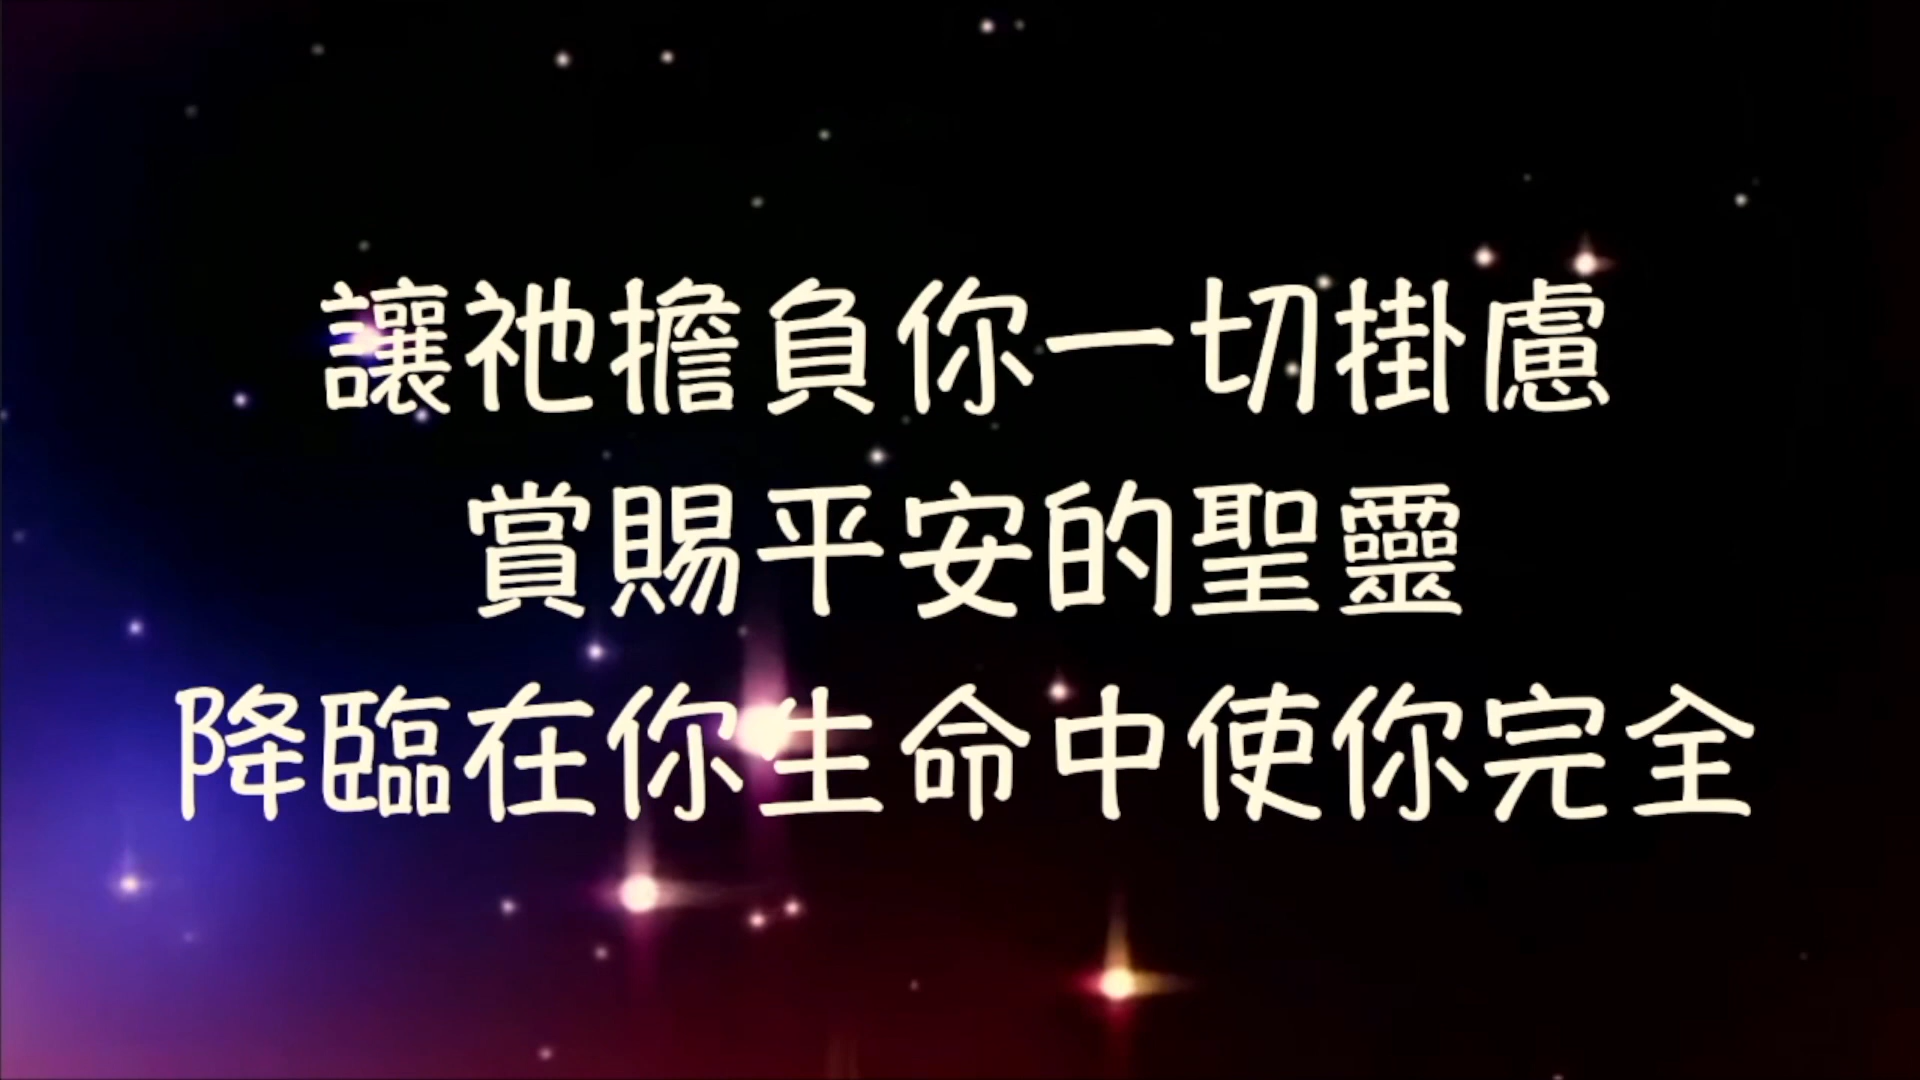 讓祂擔負你一切掛慮
賞賜平安的聖靈
降臨在你生命中使你完全